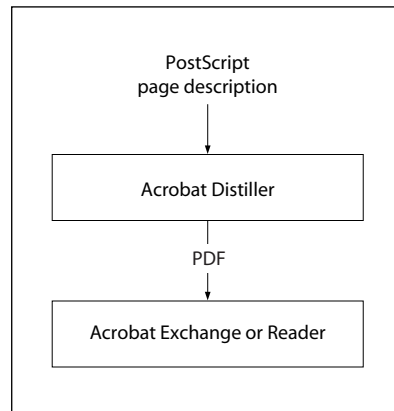 PostScript
page description
Acrobat Distiller
PDF
Acrobat Exchange or Reader